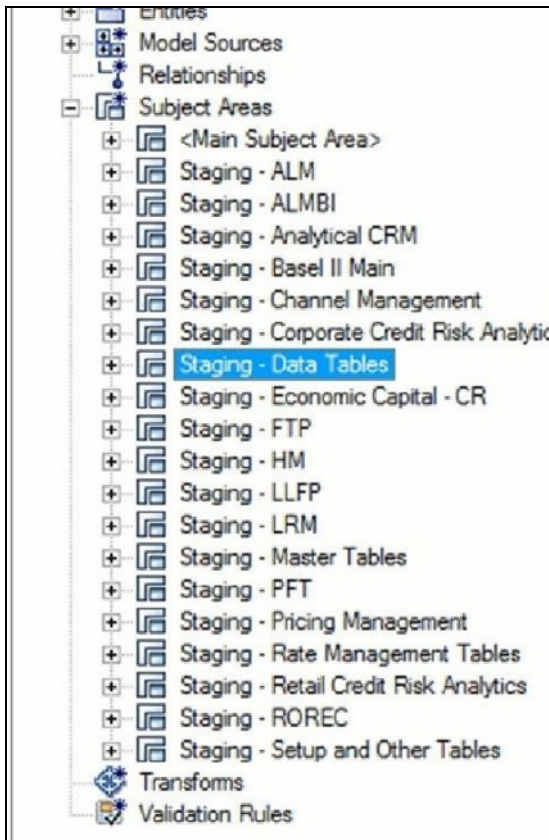 Entities
Model Sources
Relationships
Subject Areas
<Main Subject Area>
Staging - ALM
Staging - ALMBI
Staging - Analytical CRM
Staging - Basel II Main
Staging - Channel Management
Staging - Corporate Credit Risk Analytic
Staging - Data Tables
Staging - Economic Capital - CR
Staging - FTP
Staging - HM
Staging - LLFP
Staging - LRM
Staging - Master Tables
Staging - PFT
Staging - Pricing Management
Staging - Rate Management Tables
Staging - Retail Credit Risk Analytics
Staging - ROREC
Staging - Setup and Other Tables
Transforms
Validation Rules